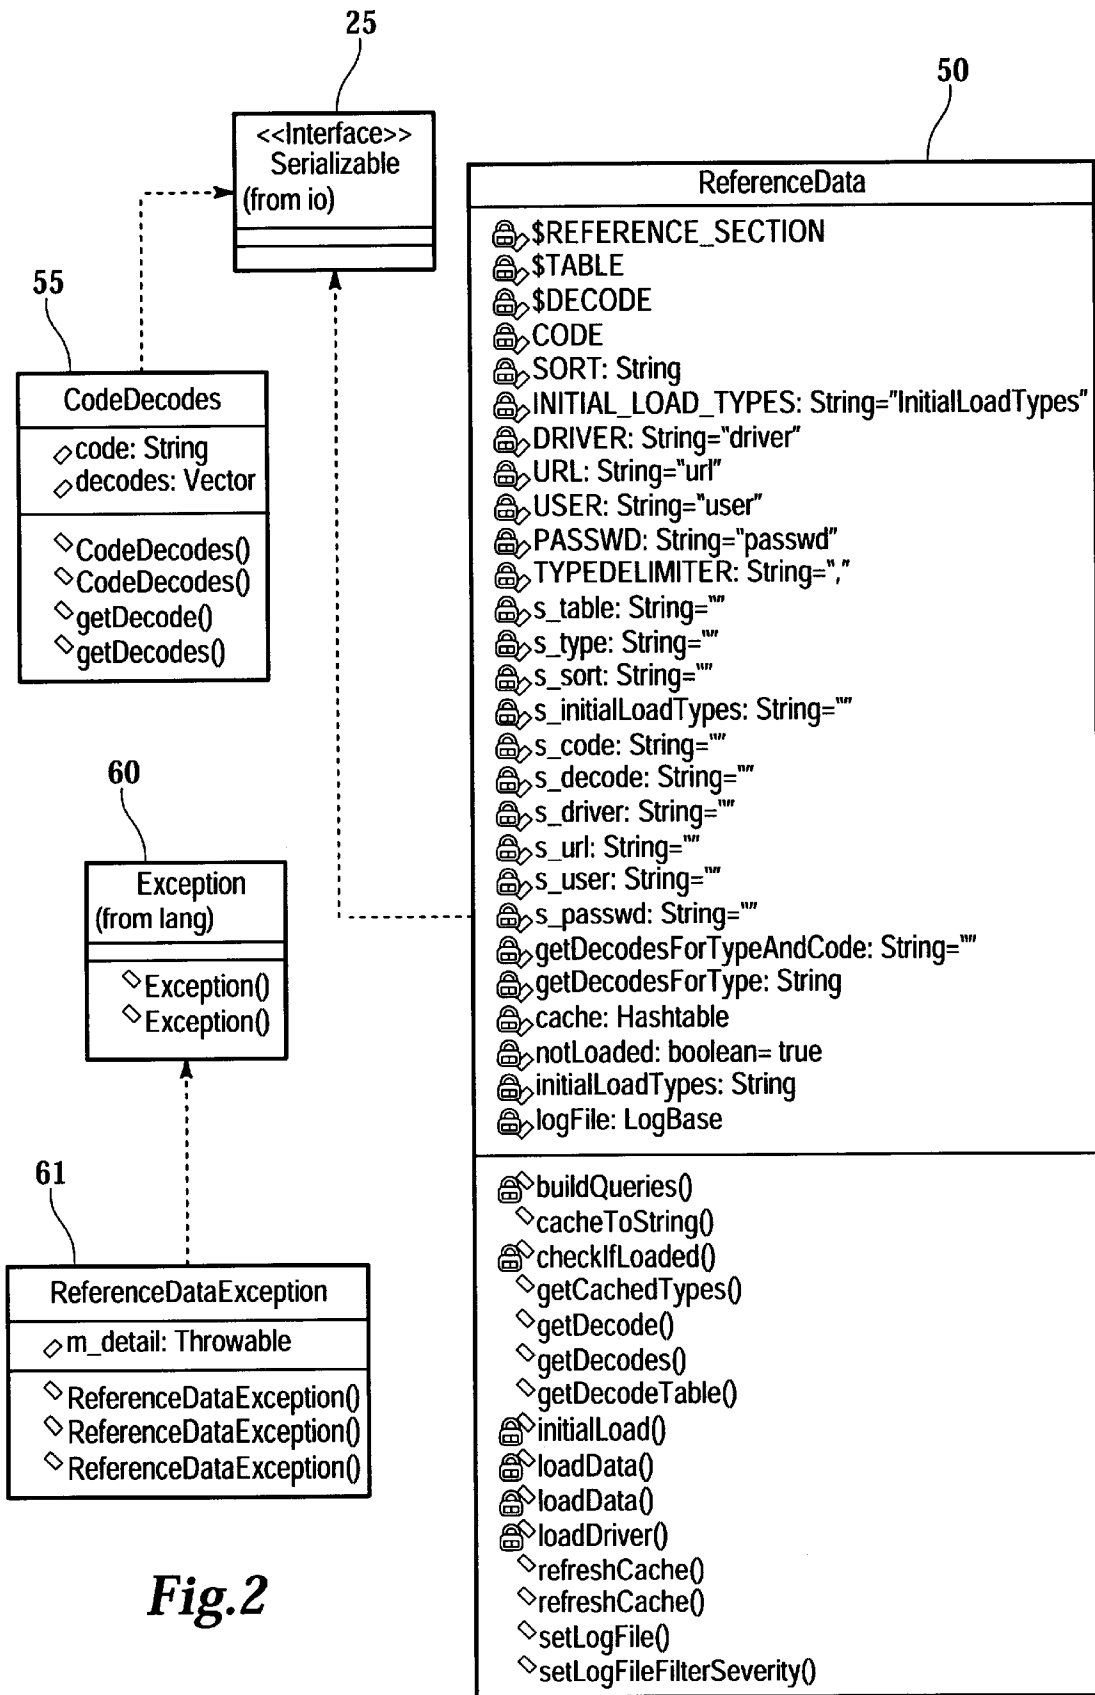 25
<<Interface>>
Serializable
(from io)
55
CodeDecodes
code: String
decodes: Vector
CodeDecodes()
CodeDecodes()
getDecode()
getDecodes()
60
Exception
(from lang)
Exception()
Exception()
61
ReferenceDataException
m_detail: Throwable
ReferenceDataException()
ReferenceDataException()
ReferenceDataException()
50
ReferenceData
$REFERENCE_SECTION
$TABLE
$DECODE
CODE
SORT: String
INITIAL_LOAD_TYPES: String="InitialLoadTypes"
DRIVER: String="driver"
URL: String="url"
USER: String="user"
PASSWD: String="passwd"
TYPEDELIMITER: String=","
s_table: String=""
s_type: String=""
s_sort: String=""
s_initialLoadTypes: String=""
s_code: String=""
s_decode: String=""
s_driver: String=""
s_url: String=""
s_user: String=""
s_passwd: String=""
getDecodesForTypeAndCode: String=""
getDecodesForType: String
cache: Hashtable
notLoaded: boolean= true
initialLoadTypes: String
logFile: LogBase
buildQueries()
cacheToString()
checkIfLoaded()
getCachedTypes()
getDecode()
getDecodes()
getDecodeTable()
initialLoad()
loadData()
loadData()
loadDriver()
refreshCache()
refreshCache()
setLogFile()
setLogFileFilterSeverity()
Fig.2